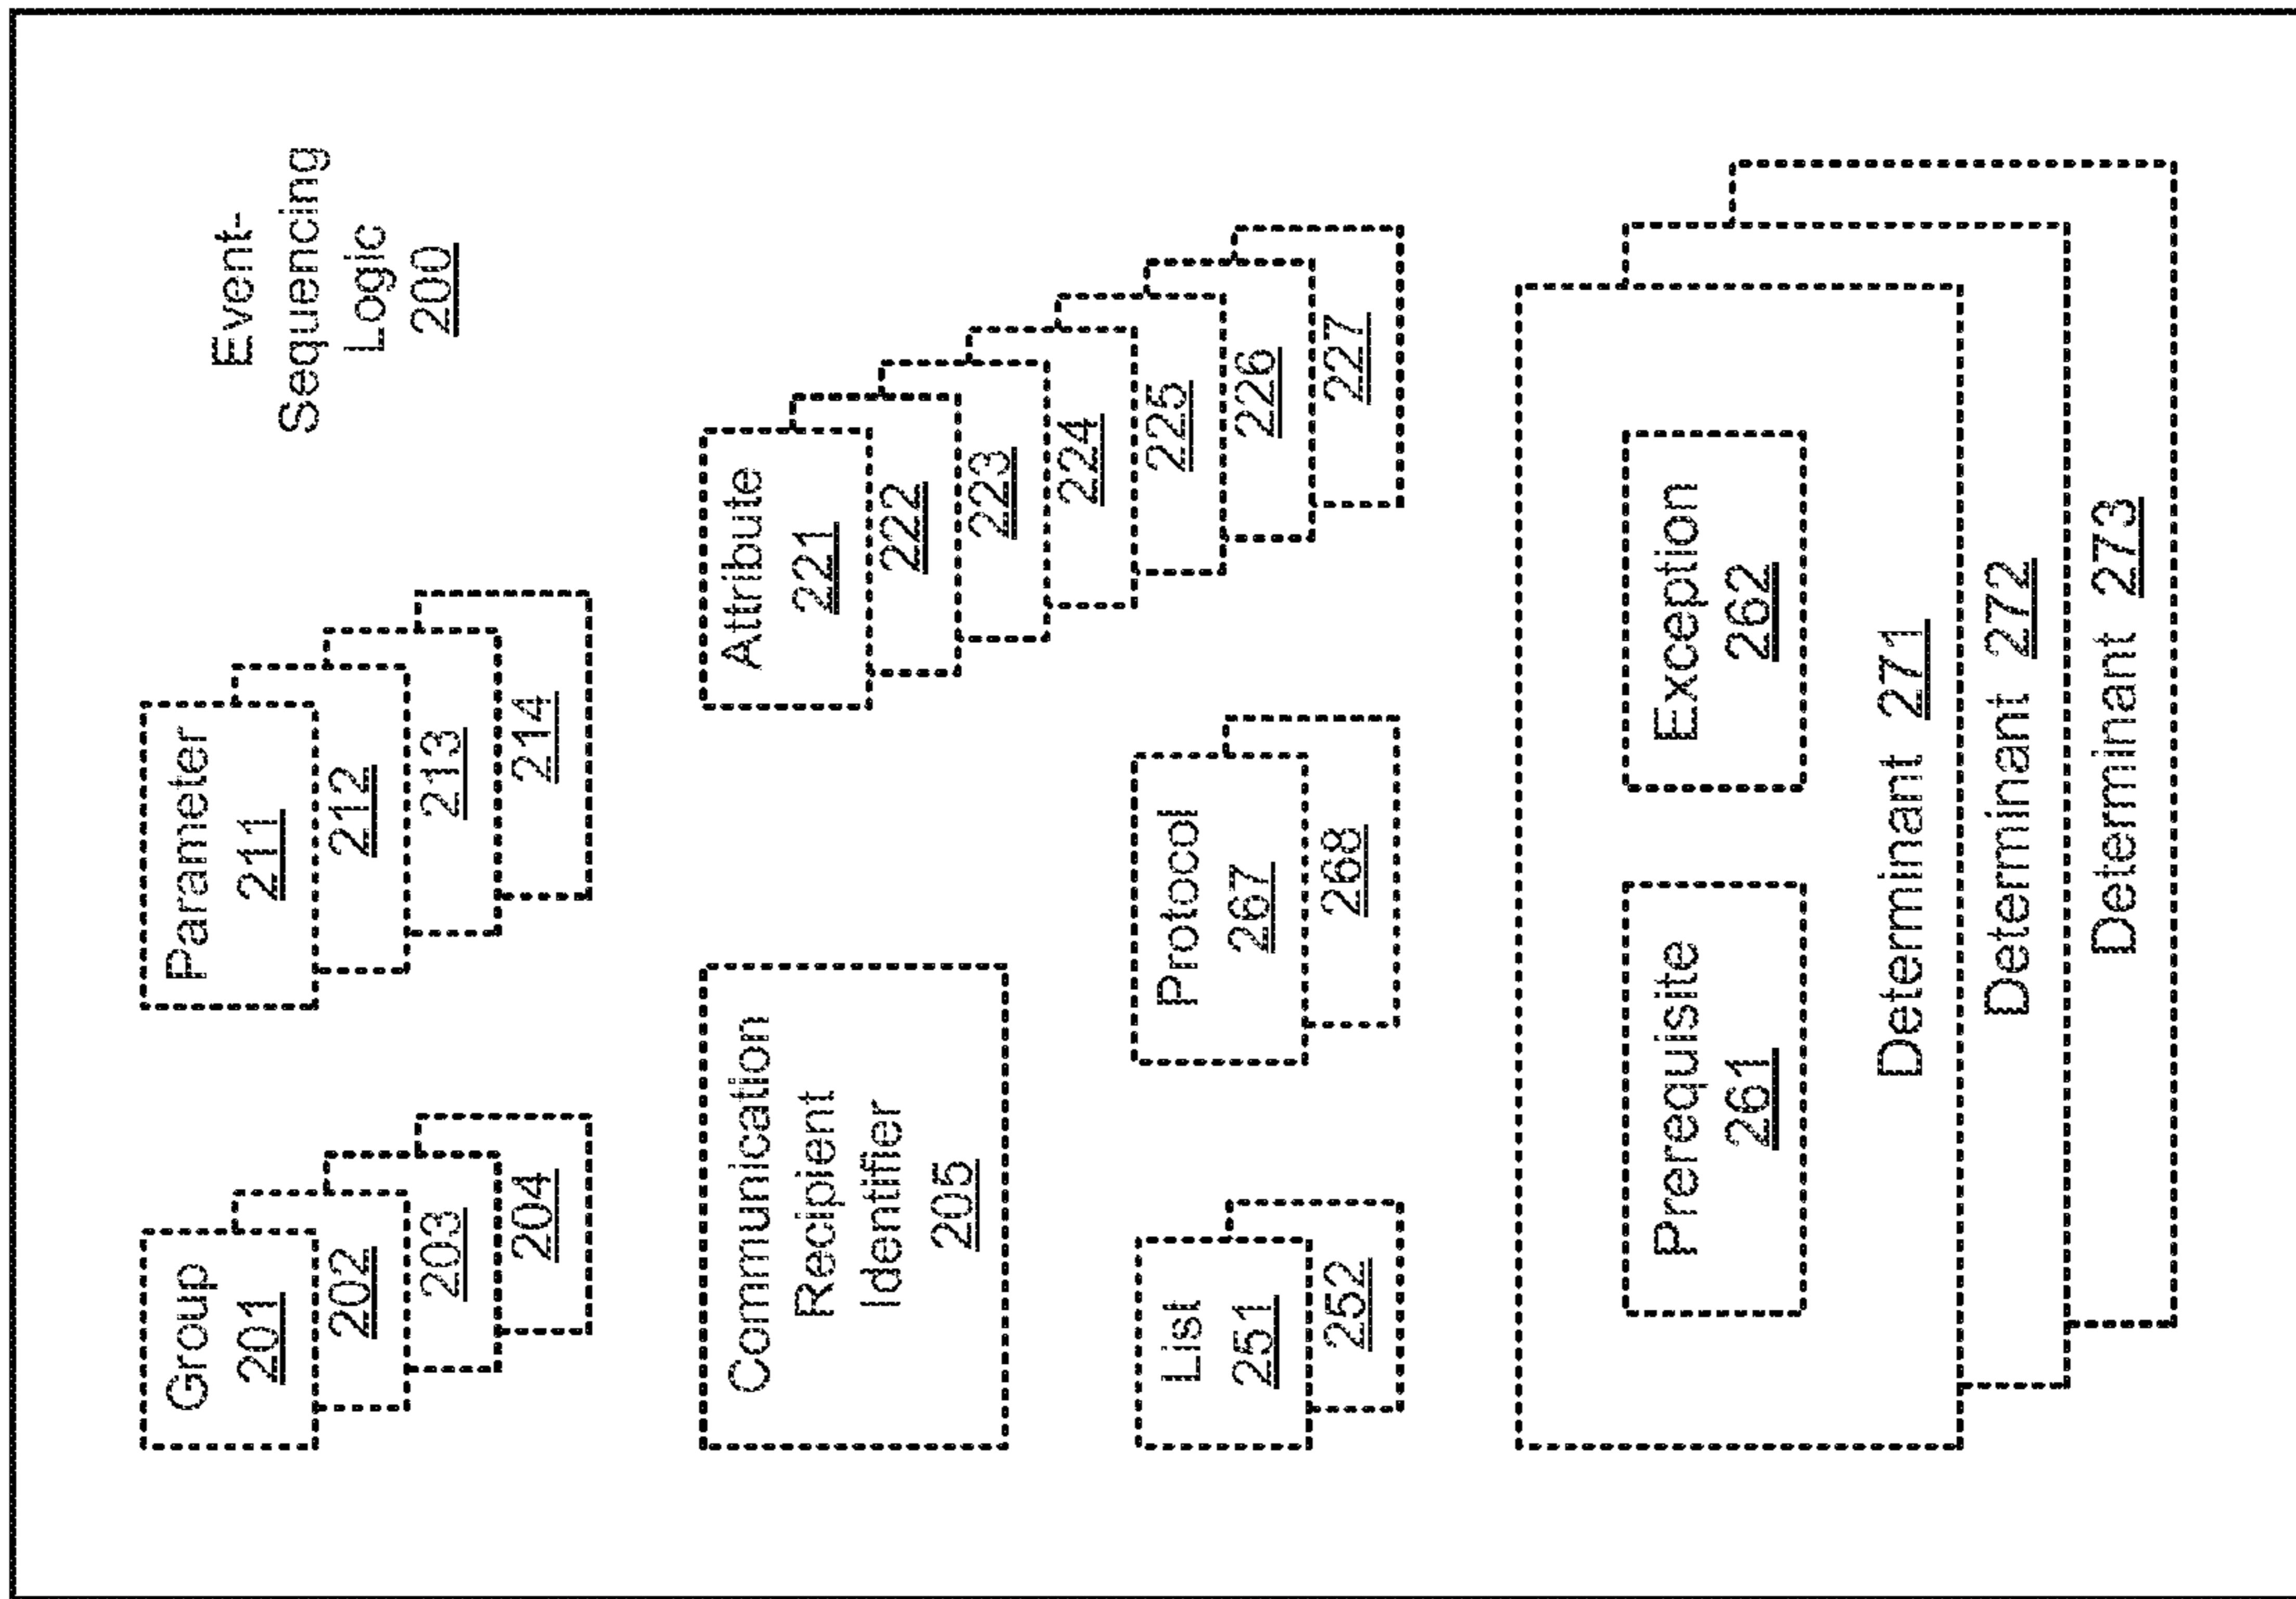 Event-
Sequencing
Logic
200
Group
201
202
203
204
Parameter
211
212
213
214
Communication
Recipient
Identifier
205
Attribute
221
222
223
224
225
226
227
List
251
252
Protocol
267
268
Prerequisite
261
Exception
262
Determinant 271
Determinant 272
Determinant 273